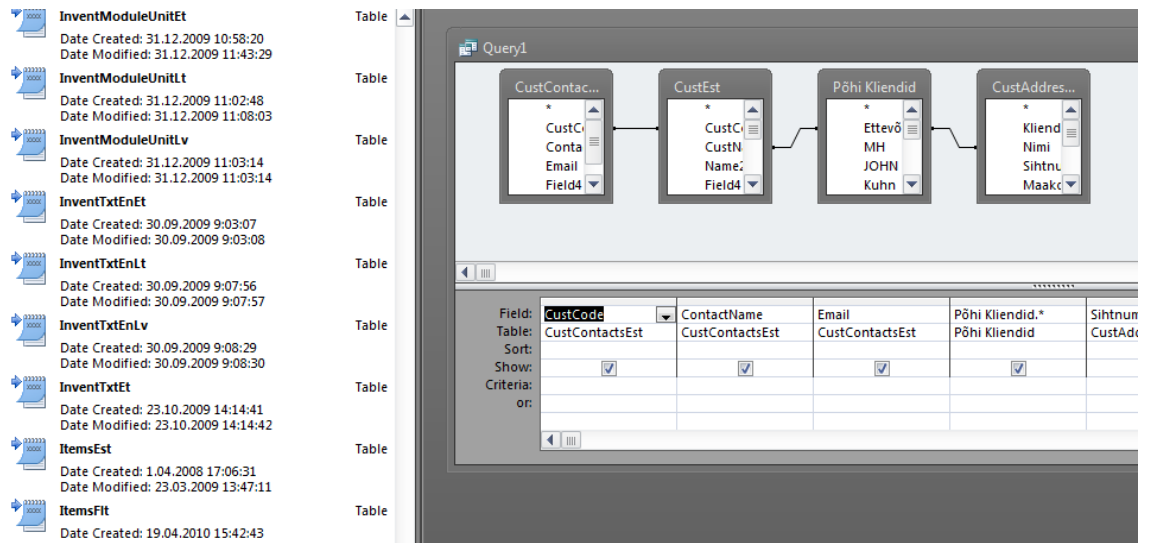 InventModuleUnitEt Table
Date Created: 31.12.2009 10:58:20
Date Modified: 31.12.2009 11:43:29
InventModuleUnitLt Table
Date Created: 31.12.2009 11:02:48
Date Modified: 31.12.2009 11:08:03
InventModuleUnitLv Table
Date Created: 31.12.2009 11:03:14
Date Modified: 31.12.2009 11:03:14
InventTxtEnEt Table
Date Created: 30.09.2009 9:03:07
Date Modified: 30.09.2009 9:03:08
InventTxtEnLt Table
Date Created: 30.09.2009 9:07:56
Date Modified: 30.09.2009 9:07:57
InventTxtEnLv Table
Date Created: 30.09.2009 9:08:29
Date Modified: 30.09.2009 9:08:30
InventTxtEt Table
Date Created: 23.10.2009 14:14:41
Date Modified: 23.10.2009 14:14:42
ItemsEst Table
Date Created: 1.04.2008 17:06:31
Date Modified: 23.03.2009 13:47:11
ItemsFlt Table
Date Created: 19.04.2010 15:42:43
Query1
CustContac...
*
CustC
Conta
Email
Field4
CustEst
*
CustC
CustN
Name2
Field4
Põhi Kliendid
*
Ettevõ
MH
JOHN
Kuhn
CustAddres...
*
Kliend
Nimi
Sihtnu
Maako
Field: CustCode ContactName Email Põhi Kliendid.* Sihtnum
Table: CustContactsEst CustContactsEst CustContactsEst Põhi Kliendid CustAdd
Sort:
Show:
Criteria:
or: